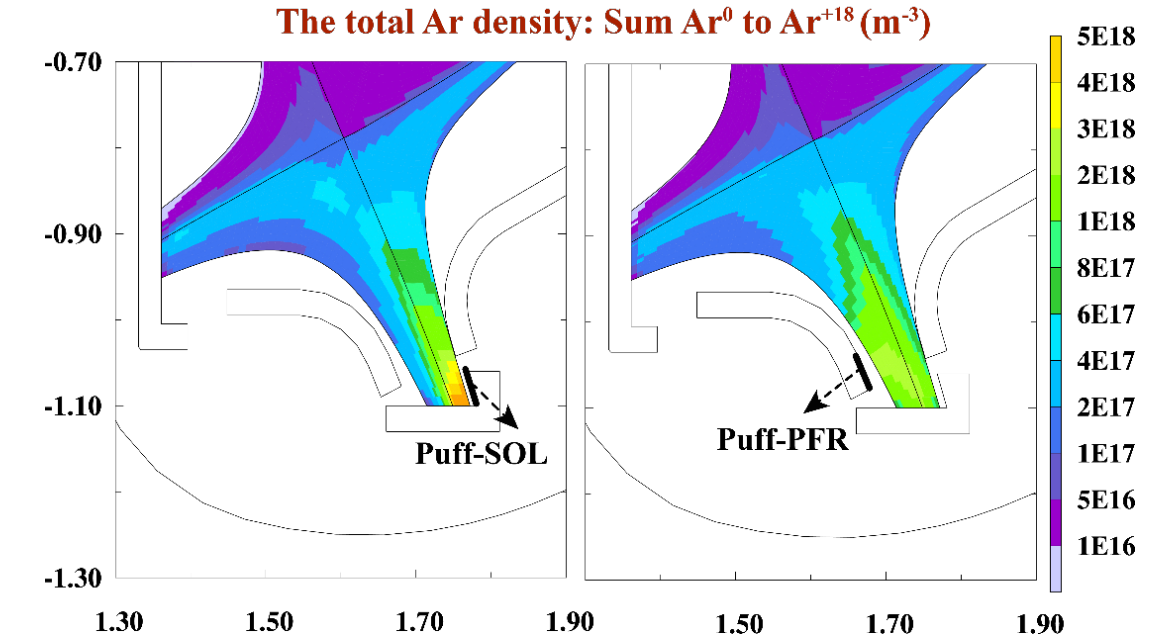 The total Ar density: Sum Ar⁰ to Ar⁺¹⁸ (m⁻³)
5E18
4E18
3E18
2E18
1E18
8E17
6E17
4E17
2E17
1E17
5E16
1E16
-0.70
-0.90
-1.10
-1.30
Puff-SOL
Puff-PFR
1.30 1.50 1.70 1.90
1.50 1.70 1.90